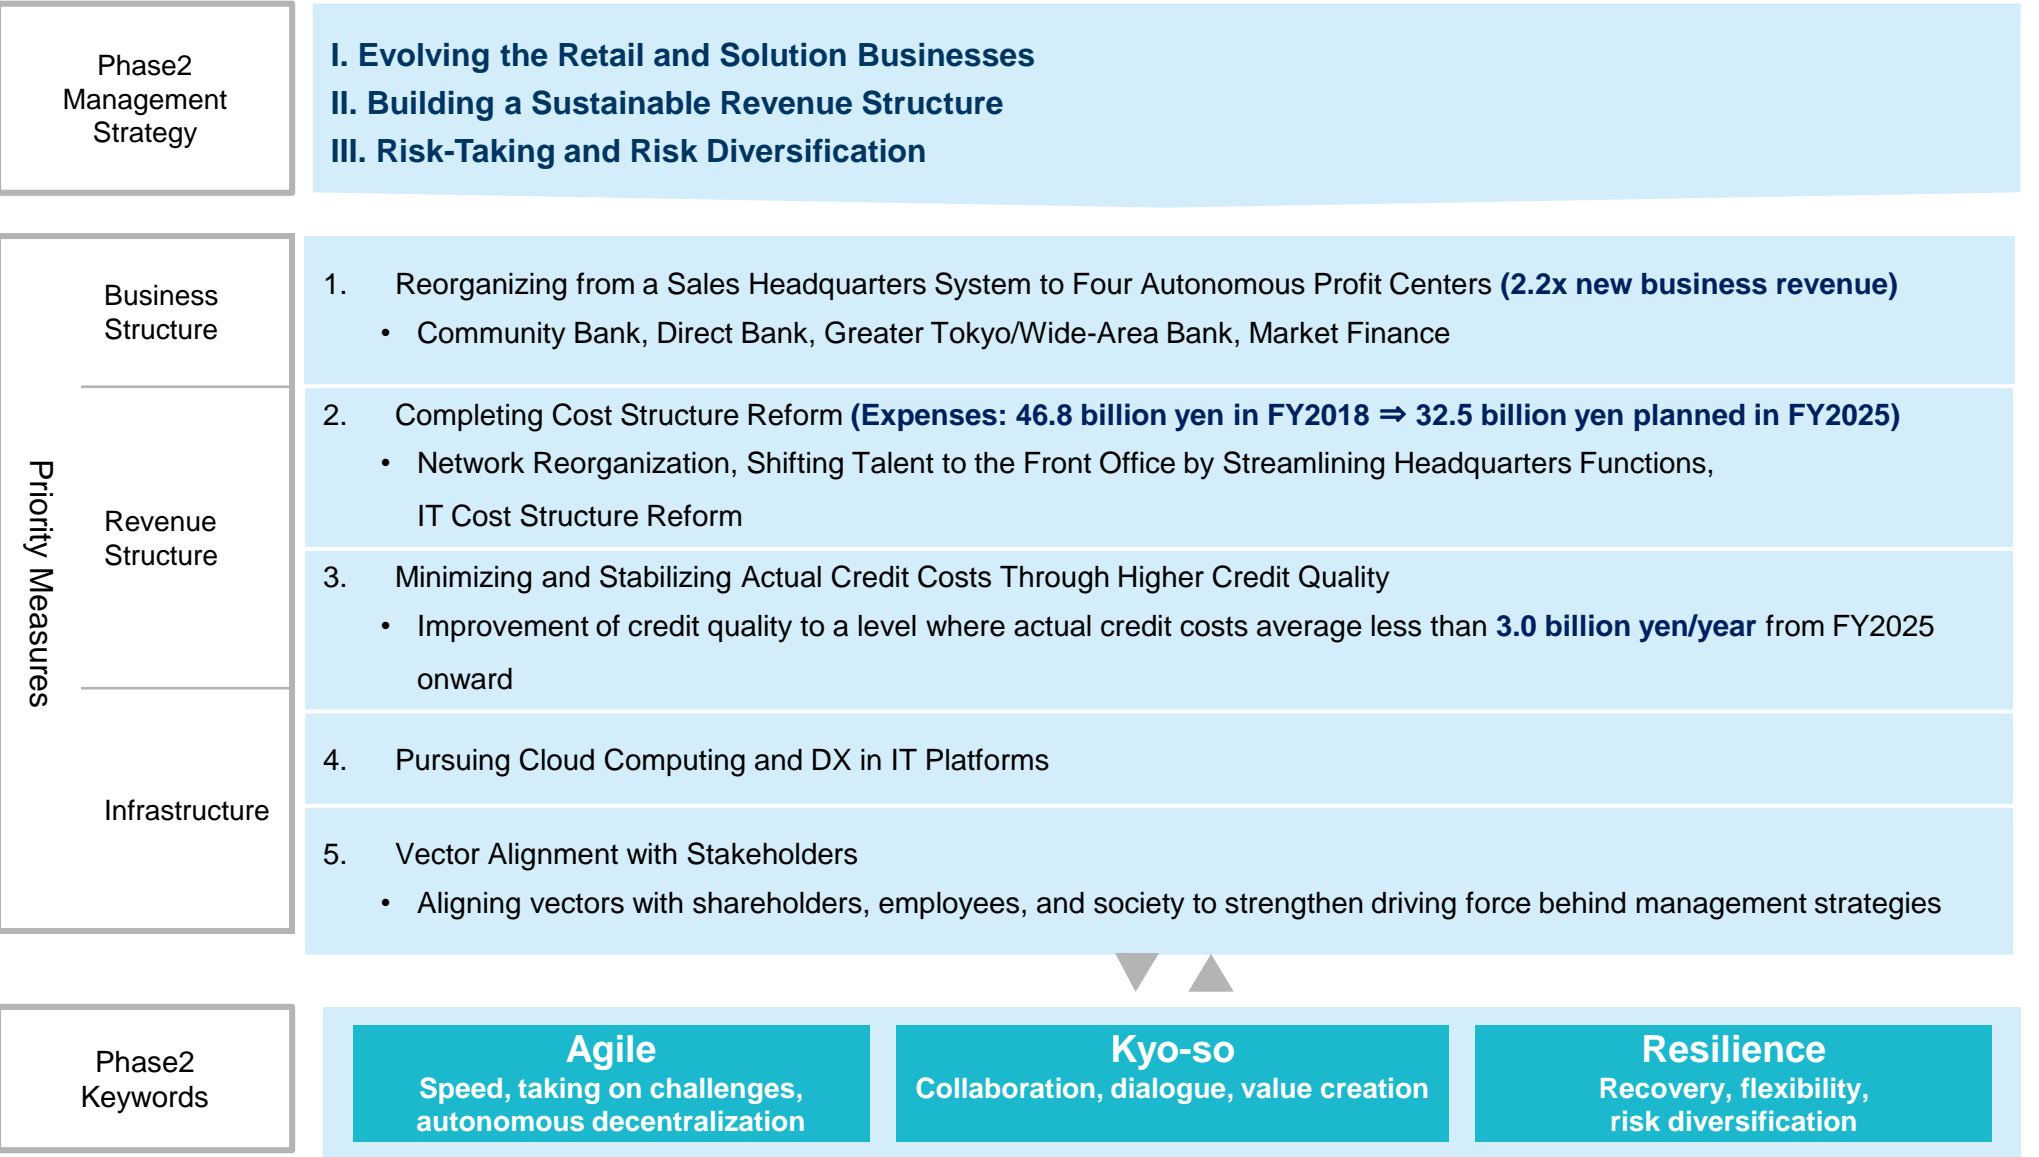 Phase2
Management
Strategy
I. Evolving the Retail and Solution Businesses
II. Building a Sustainable Revenue Structure
III. Risk-Taking and Risk Diversification
Priority Measures
Business
Structure
1. Reorganizing from a Sales Headquarters System to Four Autonomous Profit Centers (2.2x new business revenue)
• Community Bank, Direct Bank, Greater Tokyo/Wide-Area Bank, Market Finance
Revenue
Structure
2. Completing Cost Structure Reform (Expenses: 46.8 billion yen in FY2018 ⇒ 32.5 billion yen planned in FY2025)
• Network Reorganization, Shifting Talent to the Front Office by Streamlining Headquarters Functions,
IT Cost Structure Reform
3. Minimizing and Stabilizing Actual Credit Costs Through Higher Credit Quality
• Improvement of credit quality to a level where actual credit costs average less than 3.0 billion yen/year from FY2025
onward
Infrastructure
4. Pursuing Cloud Computing and DX in IT Platforms
5. Vector Alignment with Stakeholders
• Aligning vectors with shareholders, employees, and society to strengthen driving force behind management strategies
Phase2
Keywords
Agile
Speed, taking on challenges,
autonomous decentralization
Kyo-so
Collaboration, dialogue, value creation
Resilience
Recovery, flexibility,
risk diversification